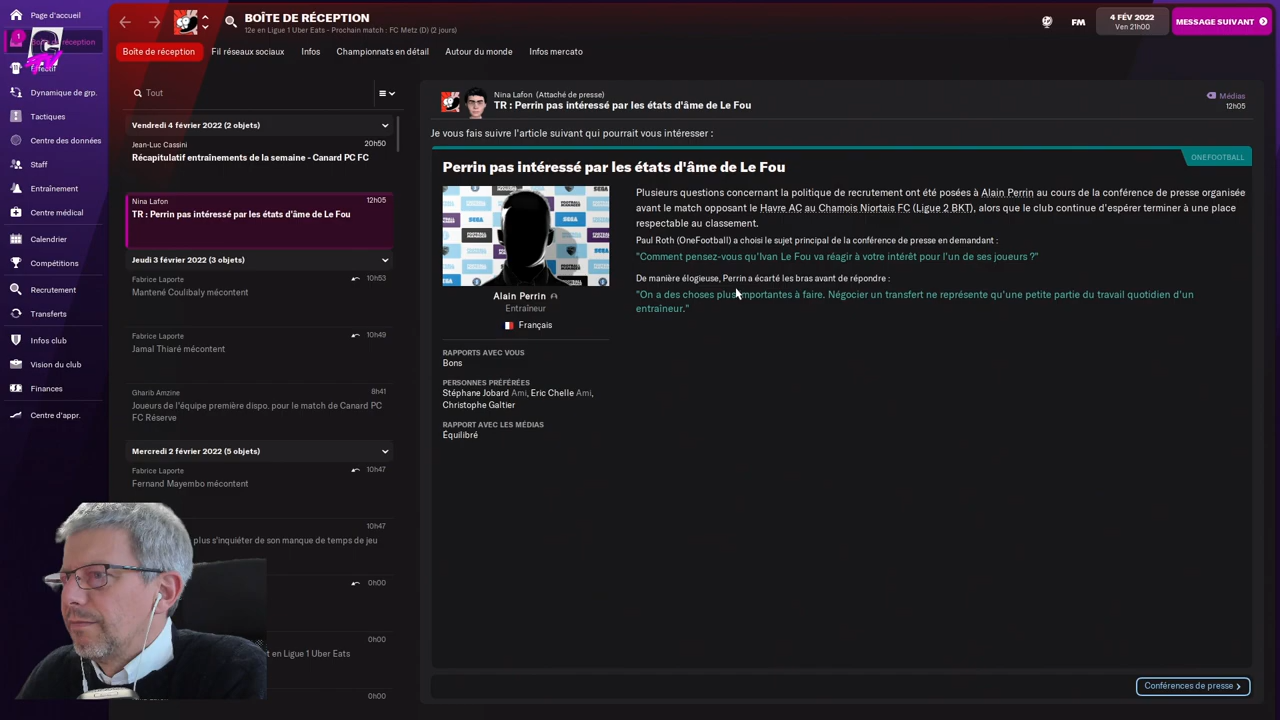 Page d'accueil
Boîte de réception
Effectif
Dynamique de grp.
Tactiques
Centre des données
Staff
Entraînement
Centre médical
Calendrier
Compétitions
Recrutement
Transferts
Infos club
Vision du club
Finances
Centre d'appr.
BOÎTE DE RÉCEPTION
12e en Ligue 1 Uber Eats - Prochain match : FC Metz (D) (2 jours)
FM
4 FÉV 2022
Ven 21h00
MESSAGE SUIVANT
Boîte de réception
Fil réseaux sociaux
Infos
Championnats en détail
Autour du monde
Infos mercato
Tout
Vendredi 4 février 2022 (2 objets)
Jean-Luc Cassini 20h50
Récapitulatif entraînements de la semaine - Canard PC FC
Nina Lafon 12h05
TR : Perrin pas intéressé par les états d'âme de Le Fou
Jeudi 3 février 2022 (3 objets)
Fabrice Laporte 10h53
Mantené Coulibaly mécontent
Fabrice Laporte 10h49
Jamal Thiaré mécontent
Gharib Amzine 8h41
Joueurs de l'équipe première dispo. pour le match de Canard PC
FC Réserve
Mercredi 2 février 2022 (5 objets)
Fabrice Laporte 10h47
Fernand Mayembo mécontent
10h47
plus s'inquiéter de son manque de temps de jeu
0h00
0h00
et en Ligue 1 Uber Eats
0h00
Nina Lafon (Attaché de presse)
TR : Perrin pas intéressé par les états d'âme de Le Fou
Médias
12h05
Je vous fais suivre l'article suivant qui pourrait vous intéresser :
Perrin pas intéressé par les états d'âme de Le Fou
ONEFOOTBALL
Alain Perrin
Entraîneur
Français
RAPPORTS AVEC VOUS
Bons
PERSONNES PRÉFÉRÉES
Stéphane Jobard Ami, Eric Chelle Ami,
Christophe Galtier
RAPPORT AVEC LES MÉDIAS
Équilibré
Plusieurs questions concernant la politique de recrutement ont été posées à Alain Perrin au cours de la conférence de presse organisée
avant le match opposant le Havre AC au Chamois Niortais FC (Ligue 2 BKT), alors que le club continue d'espérer terminer à une place
respectable au classement.
Paul Roth (OneFootball) a choisi le sujet principal de la conférence de presse en demandant :
"Comment pensez-vous qu'Ivan Le Fou va réagir à votre intérêt pour l'un de ses joueurs ?"
De manière élogieuse, Perrin a écarté les bras avant de répondre :
"On a des choses plus importantes à faire. Négocier un transfert ne représente qu'une petite partie du travail quotidien d'un
entraîneur."
Conférences de presse